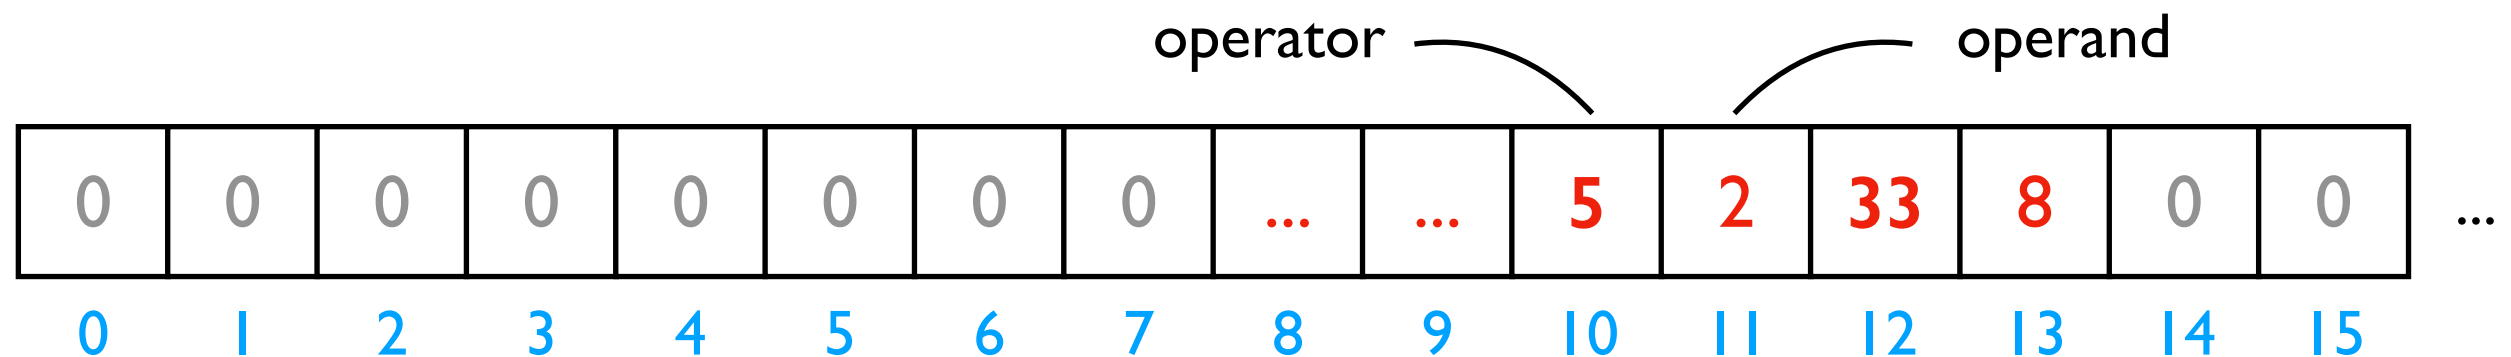 operator operand
0 0 0 0 0 0 0 0 ... ... 5 2 33 8 0 0 ...
0 1 2 3 4 5 6 7 8 9 10 11 12 13 14 15